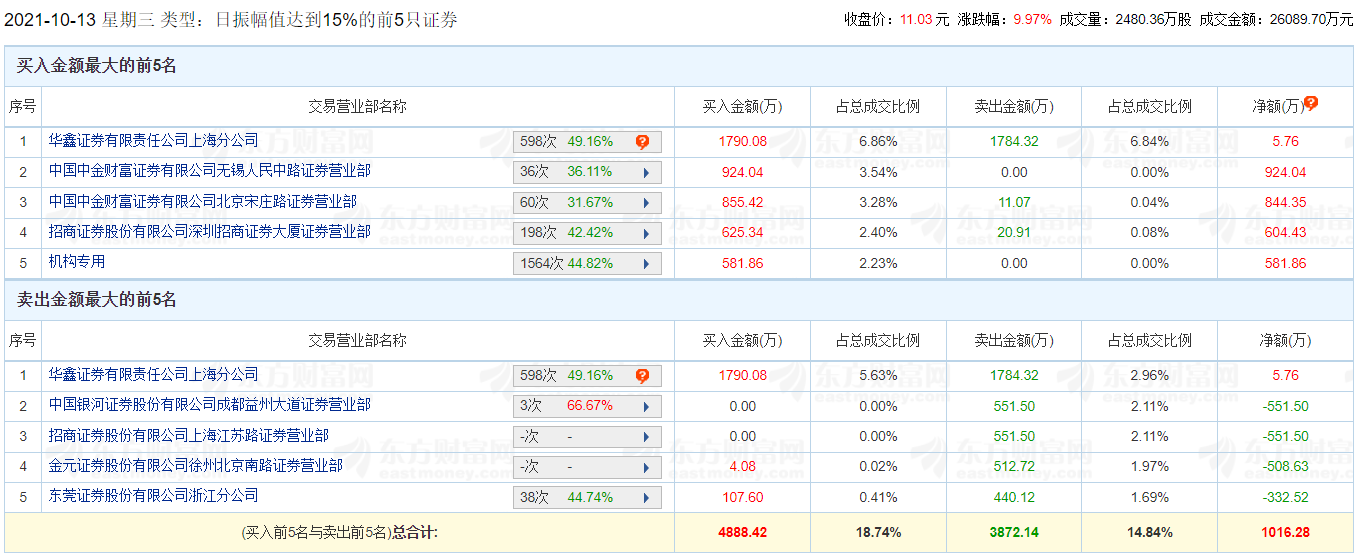 2021-10-13 星期三 类型：日振幅值达到15%的前5只证券 收盘价：11.03 元 涨跌幅：9.97% 成交量：2480.36万股 成交金额：26089.70万元
买入金额最大的前5名
序号 交易营业部名称 买入金额(万) 占总成交比例 卖出金额(万) 占总成交比例 净额(万)?
1 华鑫证券有限责任公司上海分公司 598次 49.16% ? 1790.08 6.86% 1784.32 6.84% 5.76
2 中国中金财富证券有限公司无锡人民中路证券营业部 36次 36.11% 924.04 3.54% 0.00 0.00% 924.04
3 中国中金财富证券有限公司北京宋庄路证券营业部 60次 31.67% 855.42 3.28% 11.07 0.04% 844.35
4 招商证券股份有限公司深圳招商证券大厦证券营业部 198次 42.42% 625.34 2.40% 20.91 0.08% 604.43
5 机构专用 1564次 44.82% 581.86 2.23% 0.00 0.00% 581.86
卖出金额最大的前5名
序号 交易营业部名称 买入金额(万) 占总成交比例 卖出金额(万) 占总成交比例 净额(万)
1 华鑫证券有限责任公司上海分公司 598次 49.16% ? 1790.08 5.63% 1784.32 2.96% 5.76
2 中国银河证券股份有限公司成都益州大道证券营业部 3次 66.67% 0.00 0.00% 551.50 2.11% -551.50
3 招商证券股份有限公司上海江苏路证券营业部 -次 - 0.00 0.00% 551.50 2.11% -551.50
4 金元证券股份有限公司徐州北京南路证券营业部 -次 - 4.08 0.02% 512.72 1.97% -508.63
5 东莞证券股份有限公司浙江分公司 38次 44.74% 107.60 0.41% 440.12 1.69% -332.52
(买入前5名与卖出前5名)总合计: 4888.42 18.74% 3872.14 14.84% 1016.28
东方财富网
eastmoney.com